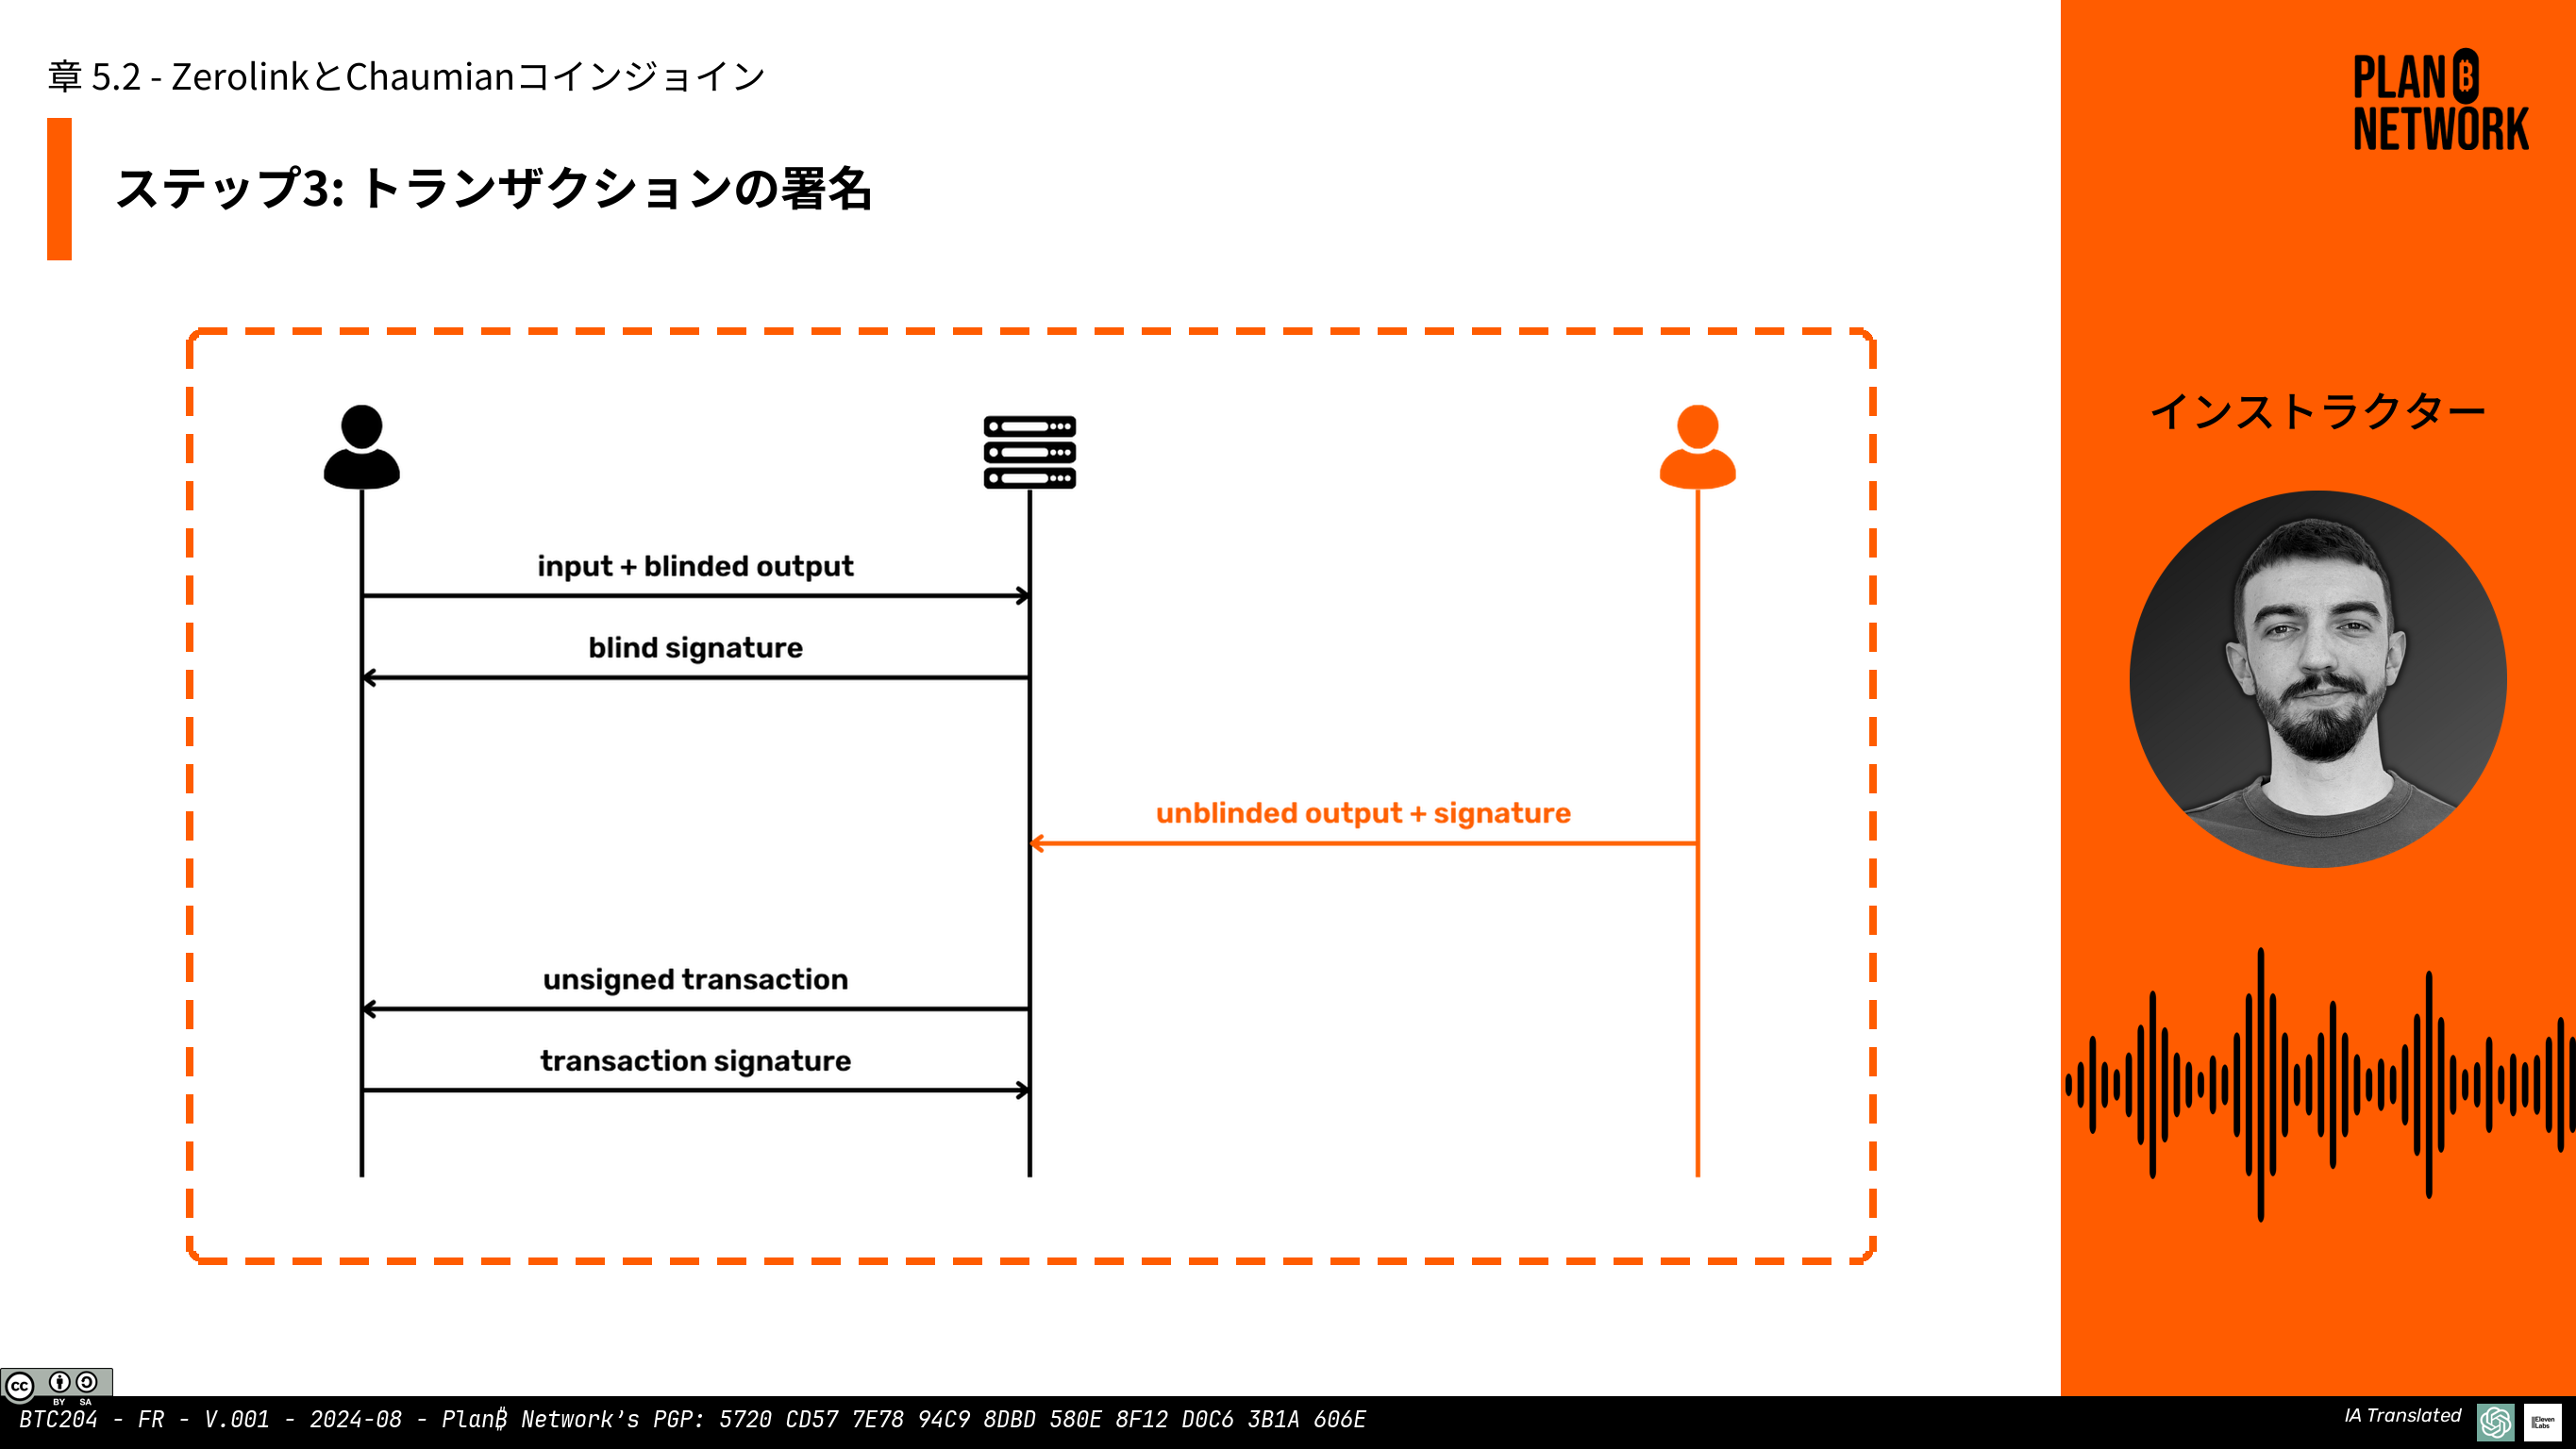 章 5.2 - ZerolinkとChaumianコインジョイン
ステップ3: トランザクションの署名
input + blinded output
blind signature
unblinded output + signature
unsigned transaction
transaction signature
PLAN ₿
NETWORK
インストラクター
cc
BY SA
BTC204 - FR - V.001 - 2024-08 - Plan₿ Network's PGP: 5720 CD57 7E78 94C9 8DBD 580E 8F12 D0C6 3B1A 606E
IA Translated
ElevenLabs